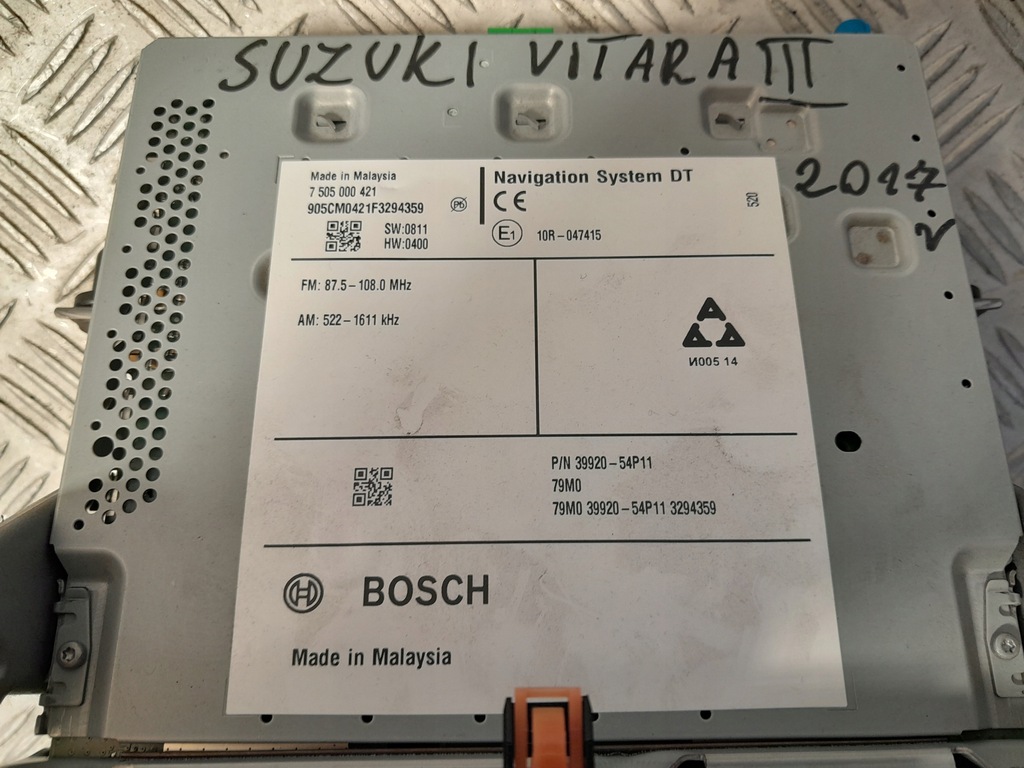 SUZUKI VITARA III
2017
Made in Malaysia
7 505 000 421
905CM0421F3294359
SW:0811
HW:0400
Navigation System DT
CE
E1 10R-047415
520
FM: 87.5-108.0 MHz
AM: 522-1611 kHz
И005 14
P/N 39920-54P11
79M0
79M0 39920-54P11 3294359
BOSCH
Made in Malaysia